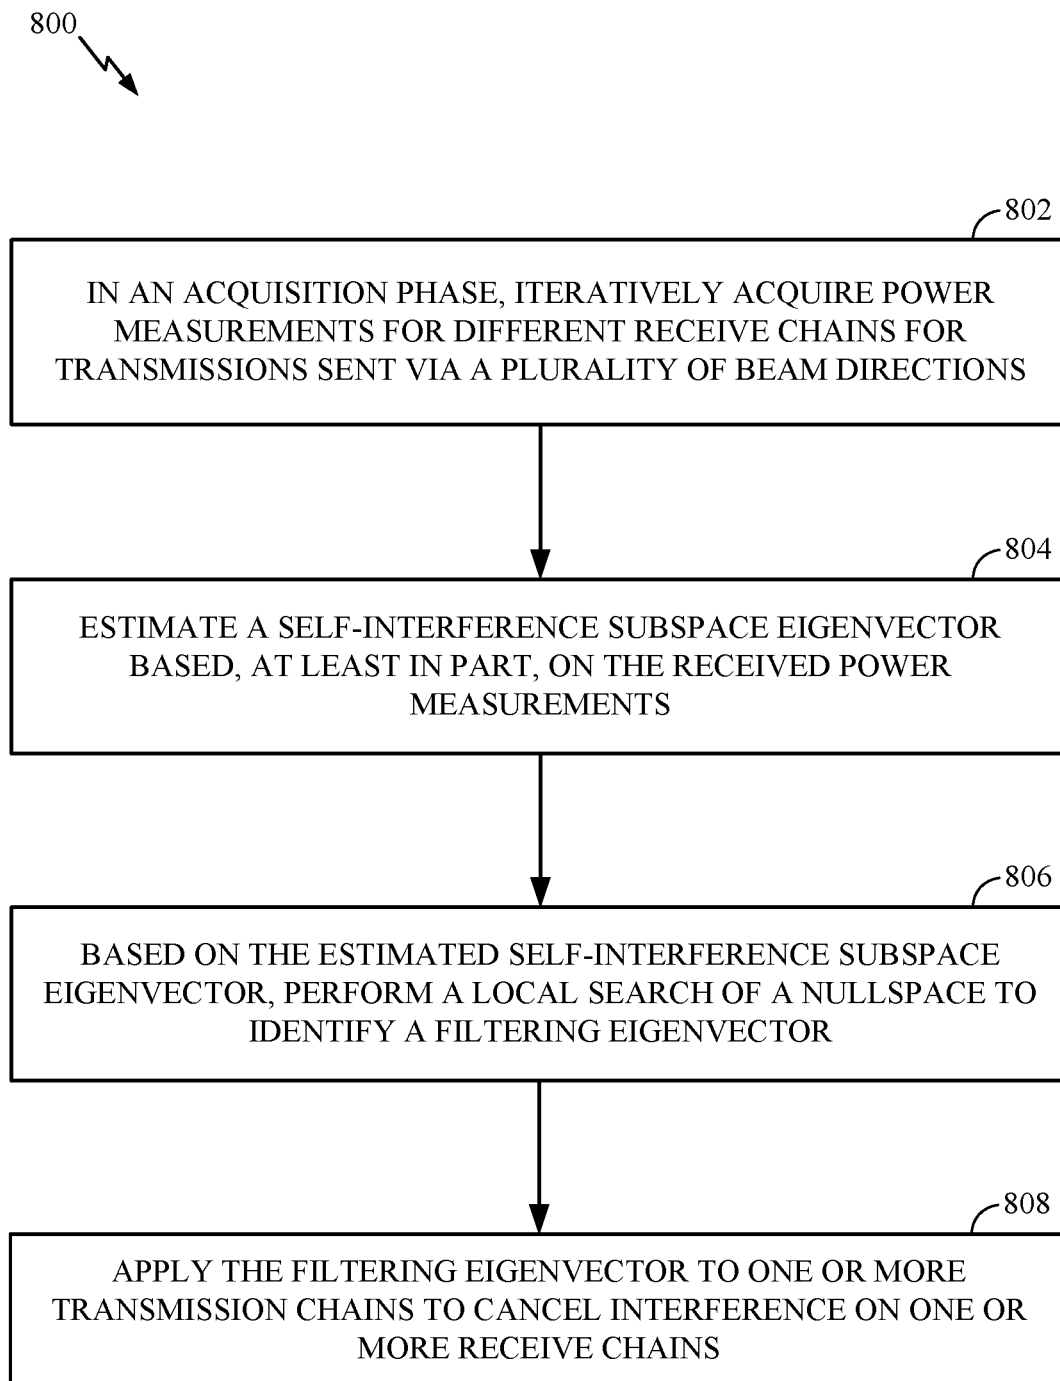 800
802
IN AN ACQUISITION PHASE, ITERATIVELY ACQUIRE POWER
MEASUREMENTS FOR DIFFERENT RECEIVE CHAINS FOR
TRANSMISSIONS SENT VIA A PLURALITY OF BEAM DIRECTIONS
804
ESTIMATE A SELF-INTERFERENCE SUBSPACE EIGENVECTOR
BASED, AT LEAST IN PART, ON THE RECEIVED POWER
MEASUREMENTS
806
BASED ON THE ESTIMATED SELF-INTERFERENCE SUBSPACE
EIGENVECTOR, PERFORM A LOCAL SEARCH OF A NULLSPACE TO
IDENTIFY A FILTERING EIGENVECTOR
808
APPLY THE FILTERING EIGENVECTOR TO ONE OR MORE
TRANSMISSION CHAINS TO CANCEL INTERFERENCE ON ONE OR
MORE RECEIVE CHAINS